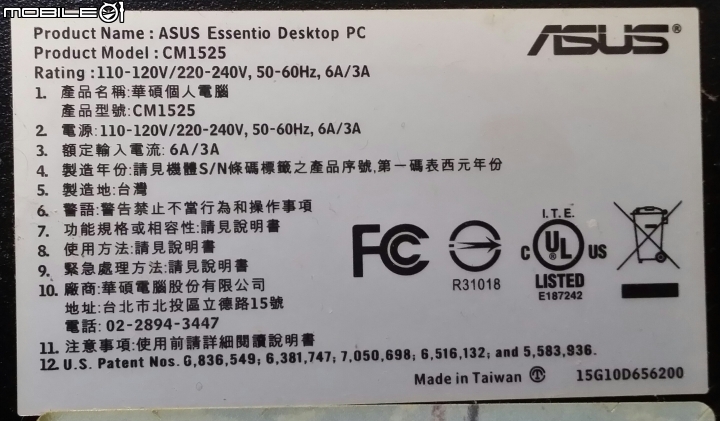 MOBILE01
Product Name : ASUS Essentio Desktop PC
ASUS®
Product Model : CM1525
Rating : 110-120V/220-240V, 50-60Hz, 6A/3A
1. 產品名稱:華碩個人電腦
產品型號:CM1525
2. 電源:110-120V/220-240V, 50-60Hz, 6A/3A
3. 額定輸入電流: 6A/3A
4. 製造年份:請見機體S/N條碼標籤之產品序號,第一碼表西元年份
5. 製造地:台灣
6. 警語:警告禁止不當行為和操作事項
7. 功能規格或相容性:請見說明書
8. 使用方法:請見說明書
9. 緊急處理方法:請見說明書
10. 廠商:華碩電腦股份有限公司
地址:台北市北投區立德路15號
電話: 02-2894-3447
FC
R31018
I.T.E.
C UL® US
LISTED
E187242
11. 注意事項:使用前請詳細閱讀說明書
12. U.S. Patent Nos. G,836,549; 6,381,747; 7,050,698; 6,516,132; and 5,583,936.
Made in Taiwan
15G10D656200